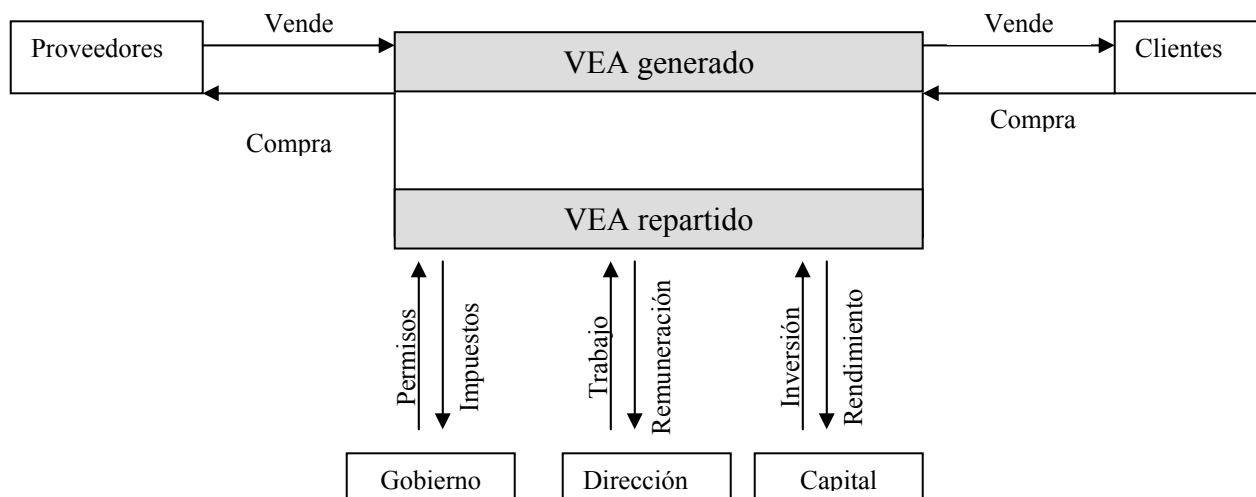 Vende
Vende
Proveedores
VEA generado
Clientes
Compra
Compra
VEA repartido
Permisos
Impuestos
Trabajo
Remuneración
Inversión
Rendimiento
Gobierno
Dirección
Capital